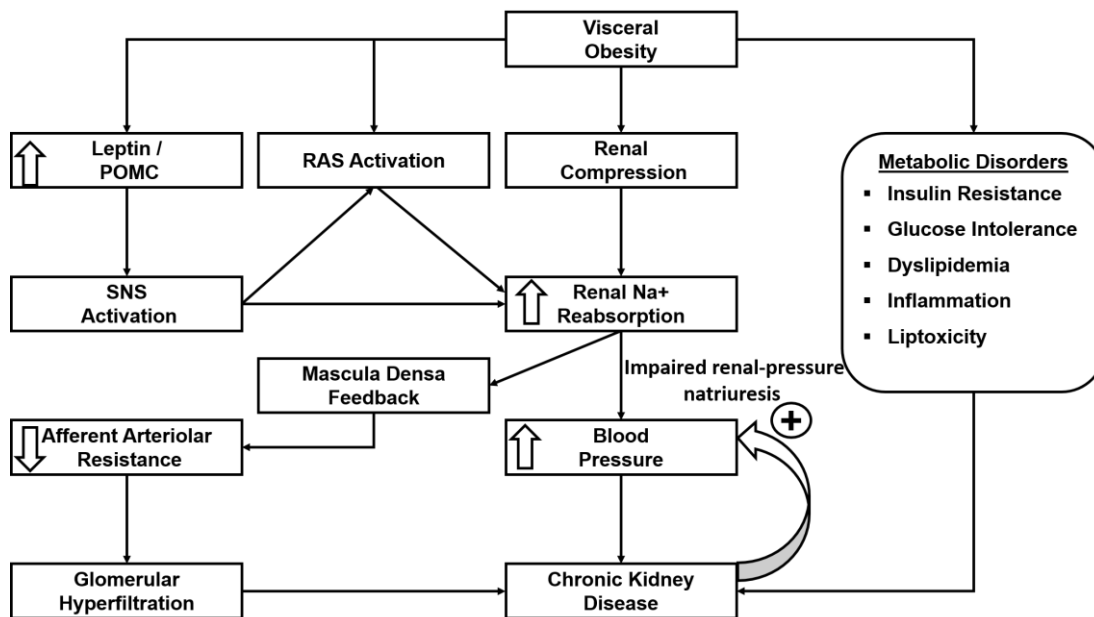 Visceral
Obesity
Leptin /
POMC
RAS Activation
Renal
Compression
Metabolic Disorders
▪ Insulin Resistance
▪ Glucose Intolerance
▪ Dyslipidemia
▪ Inflammation
▪ Liptoxicity
SNS
Activation
Renal Na+
Reabsorption
Mascula Densa
Feedback
Impaired renal-pressure
natriuresis
+
Afferent Arteriolar
Resistance
Blood
Pressure
Glomerular
Hyperfiltration
Chronic Kidney
Disease